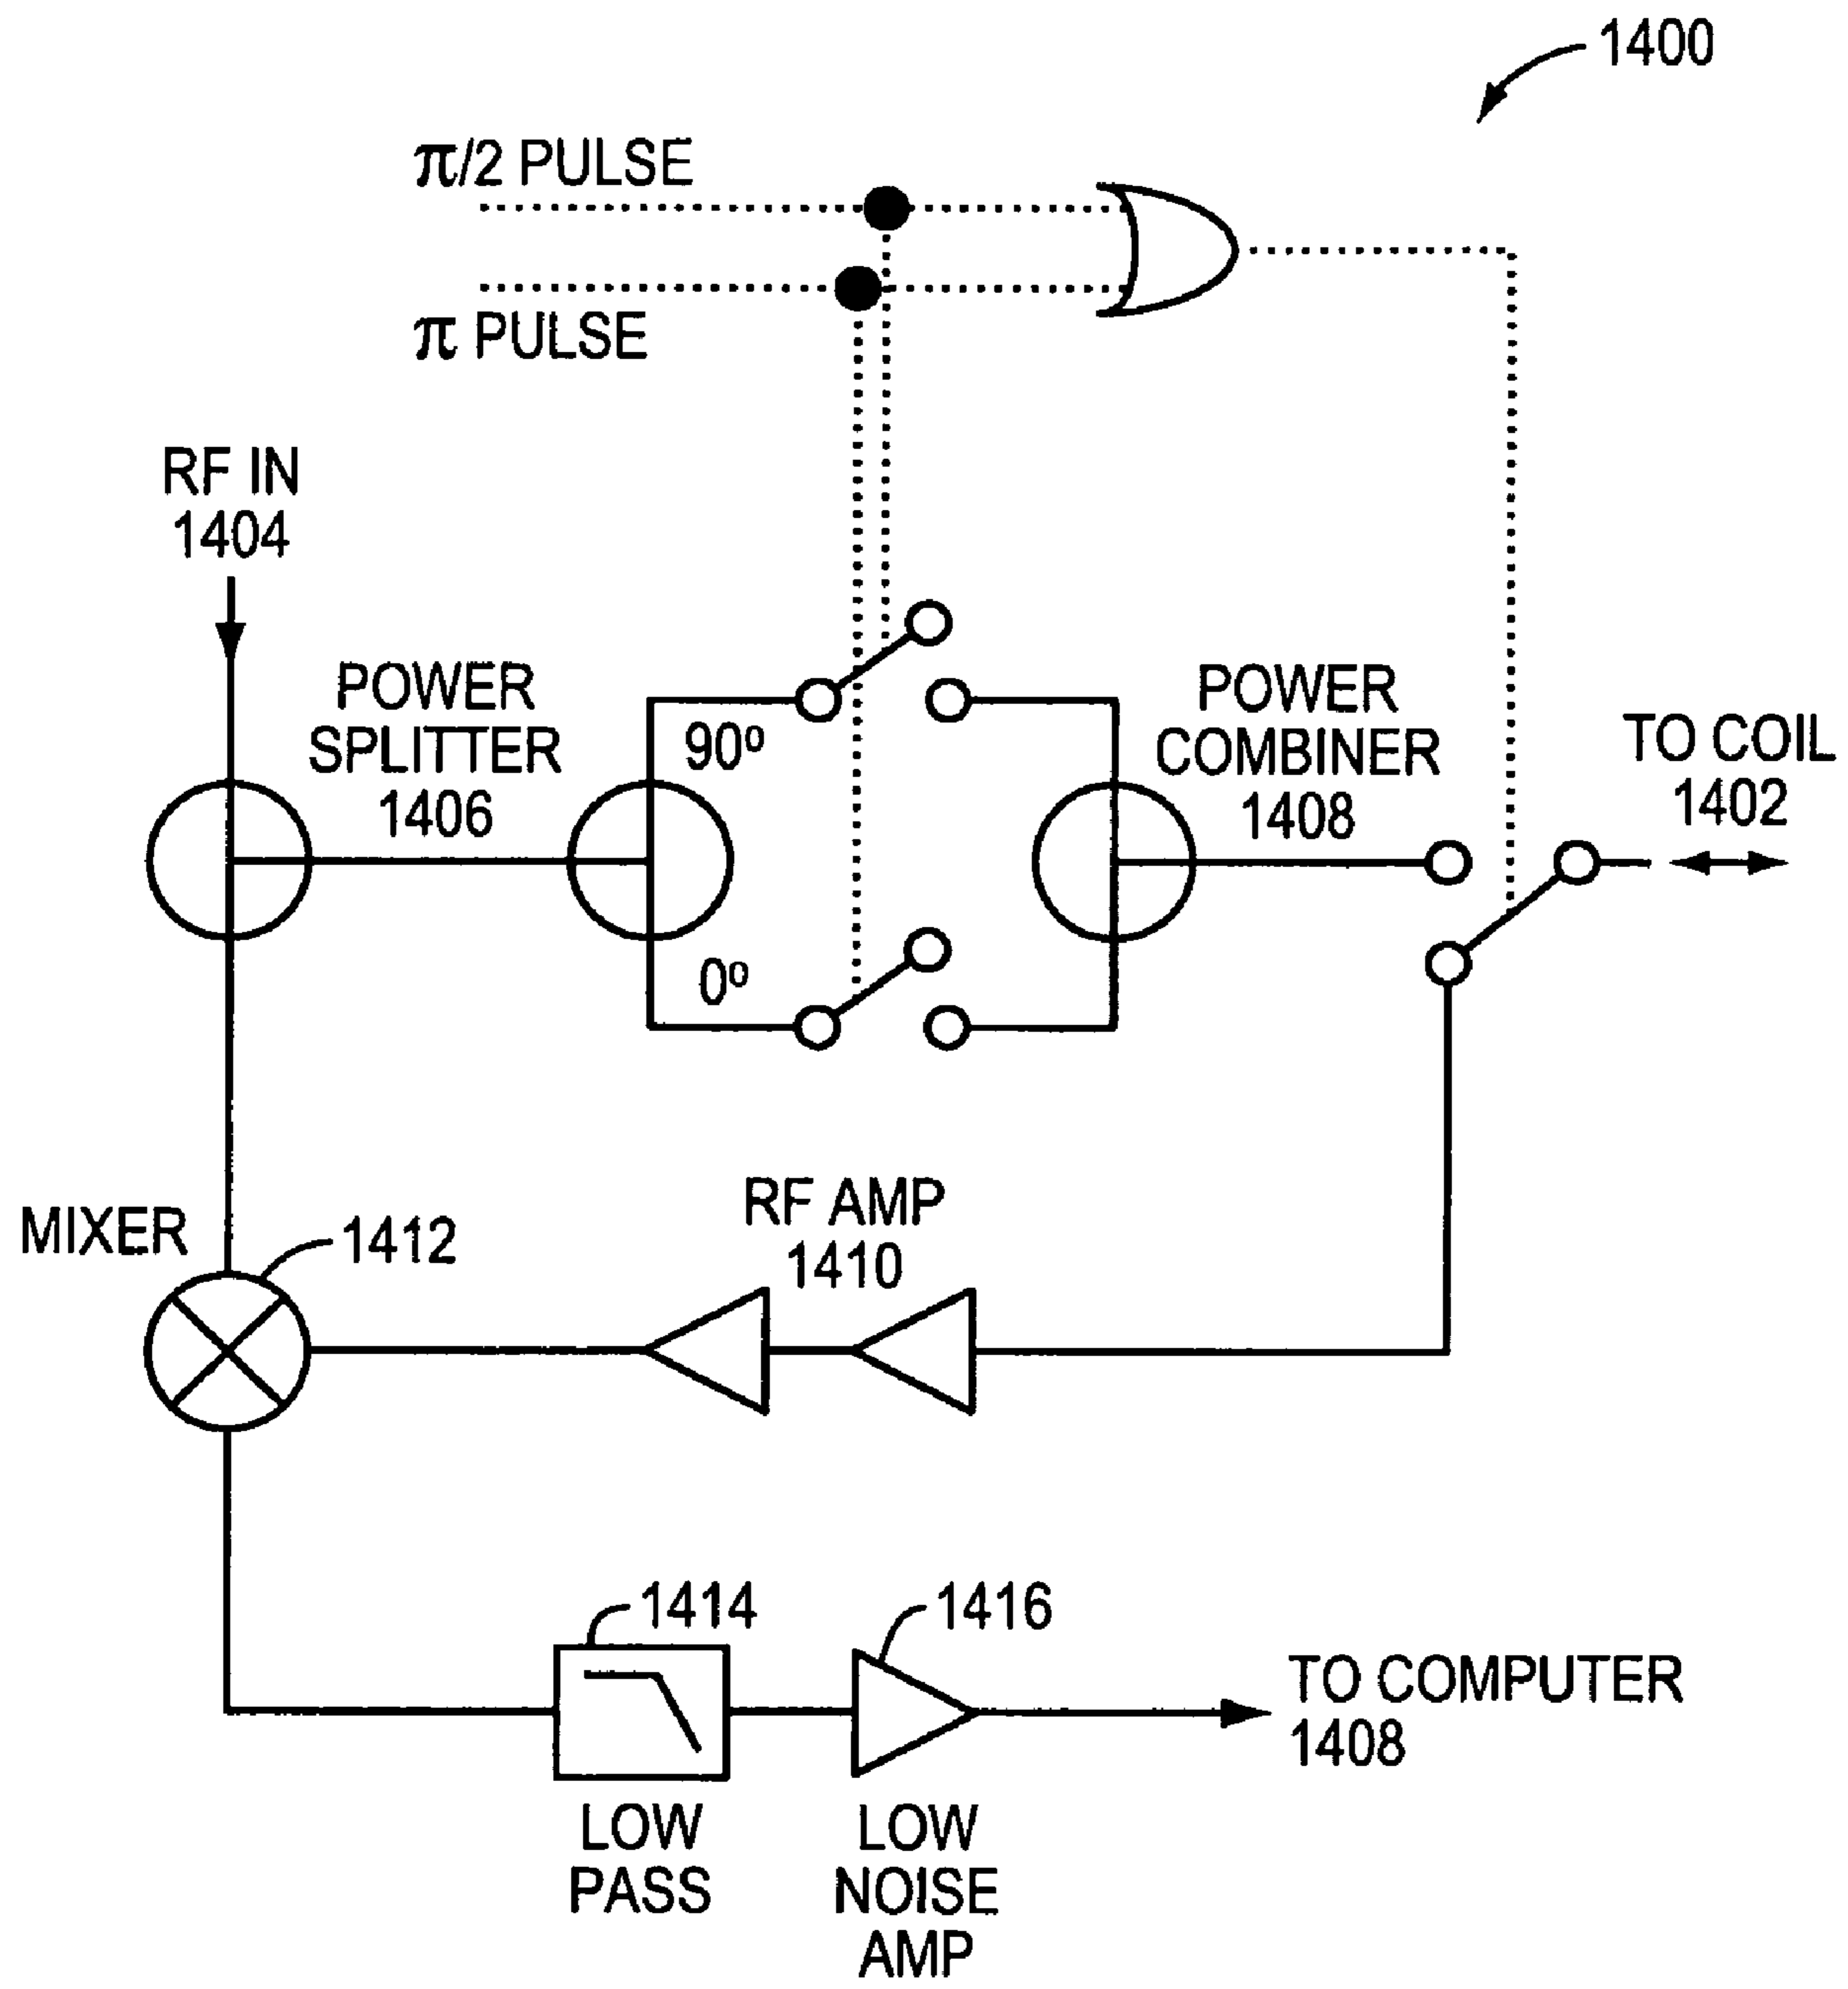 1400
π/2 PULSE
π PULSE
RF IN
1404
POWER
SPLITTER
1406
90º
0º
POWER
COMBINER
1408
TO COIL
1402
MIXER
1412
RF AMP
1410
1414
1416
TO COMPUTER
1408
LOW
PASS
LOW
NOISE
AMP